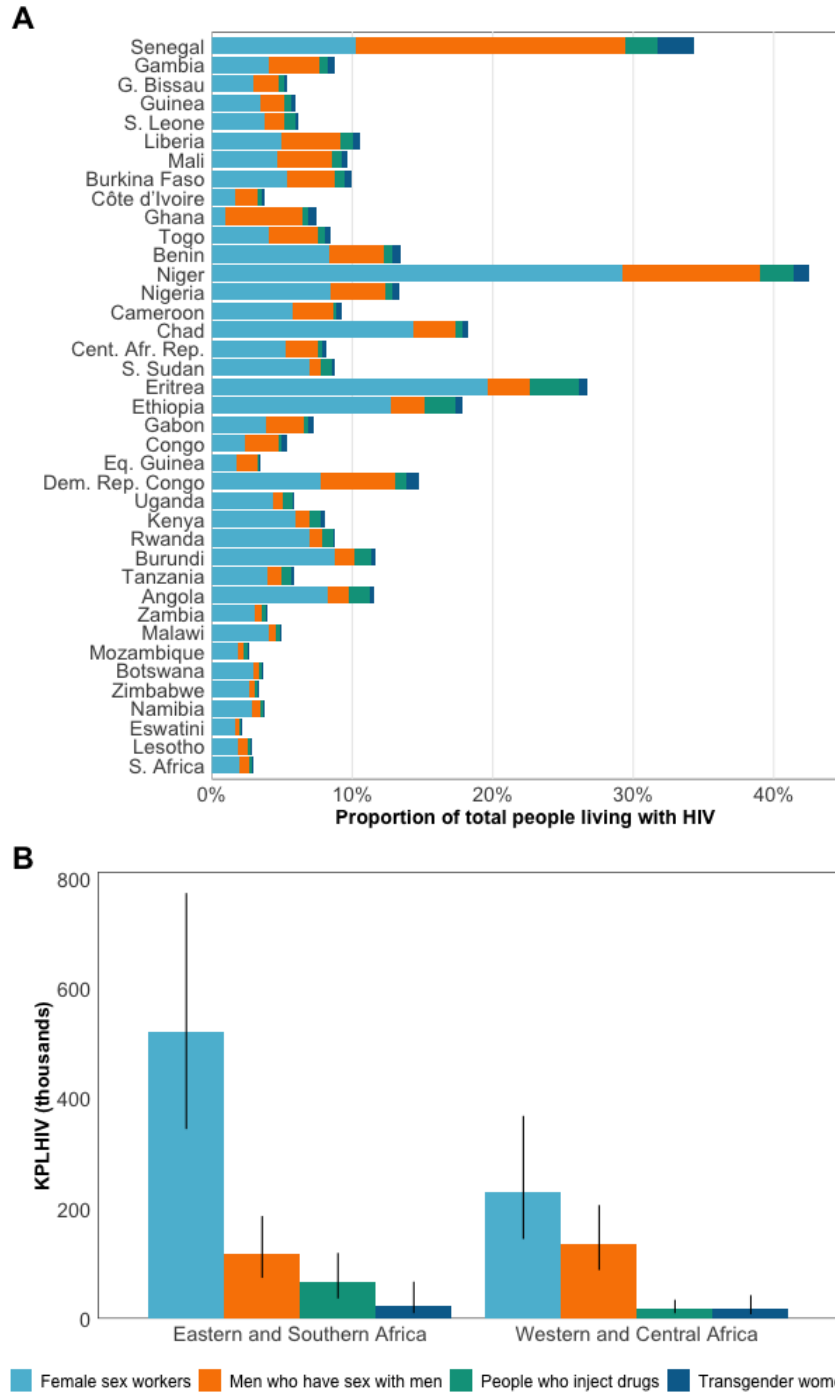 A
Senegal
Gambia
G. Bissau
Guinea
S. Leone
Liberia
Mali
Burkina Faso
Côte d'Ivoire
Ghana
Togo
Benin
Niger
Nigeria
Cameroon
Chad
Cent. Afr. Rep.
S. Sudan
Eritrea
Ethiopia
Gabon
Congo
Eq. Guinea
Dem. Rep. Congo
Uganda
Kenya
Rwanda
Burundi
Tanzania
Angola
Zambia
Malawi
Mozambique
Botswana
Zimbabwe
Namibia
Eswatini
Lesotho
S. Africa
0% 10% 20% 30% 40%
Proportion of total people living with HIV
B
KPLHIV (thousands)
800
600
400
200
0
Eastern and Southern Africa Western and Central Africa
Female sex workers Men who have sex with men People who inject drugs Transgender wom